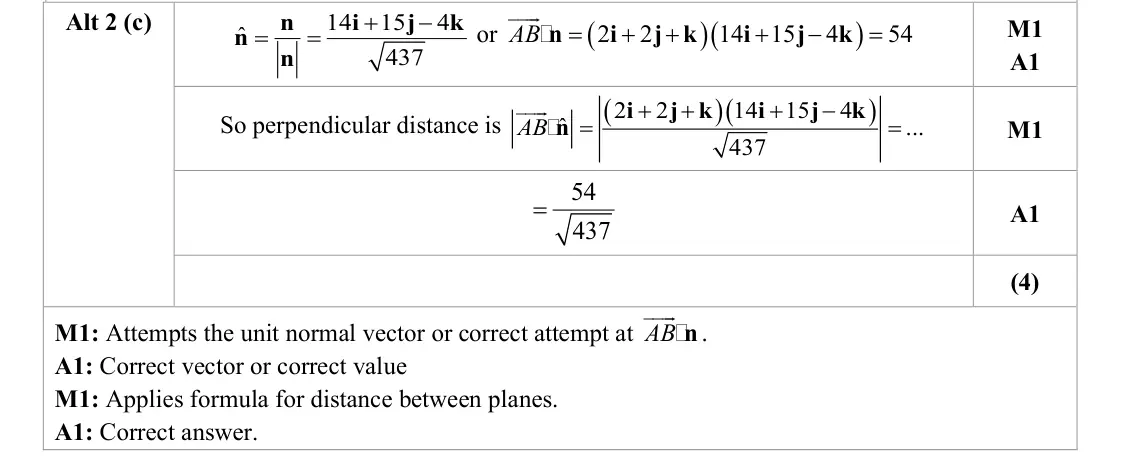 Alt 2 (c) n̂ = n/|n| = (14i + 15j − 4k)/√437 or AB⃗□n = (2i + 2j + k)(14i + 15j − 4k) = 54 M1
A1
So perpendicular distance is |AB⃗□n̂| = |(2i + 2j + k)(14i + 15j − 4k)/√437| = ... M1
= 54/√437 A1
(4)
M1: Attempts the unit normal vector or correct attempt at AB⃗□n .
A1: Correct vector or correct value
M1: Applies formula for distance between planes.
A1: Correct answer.